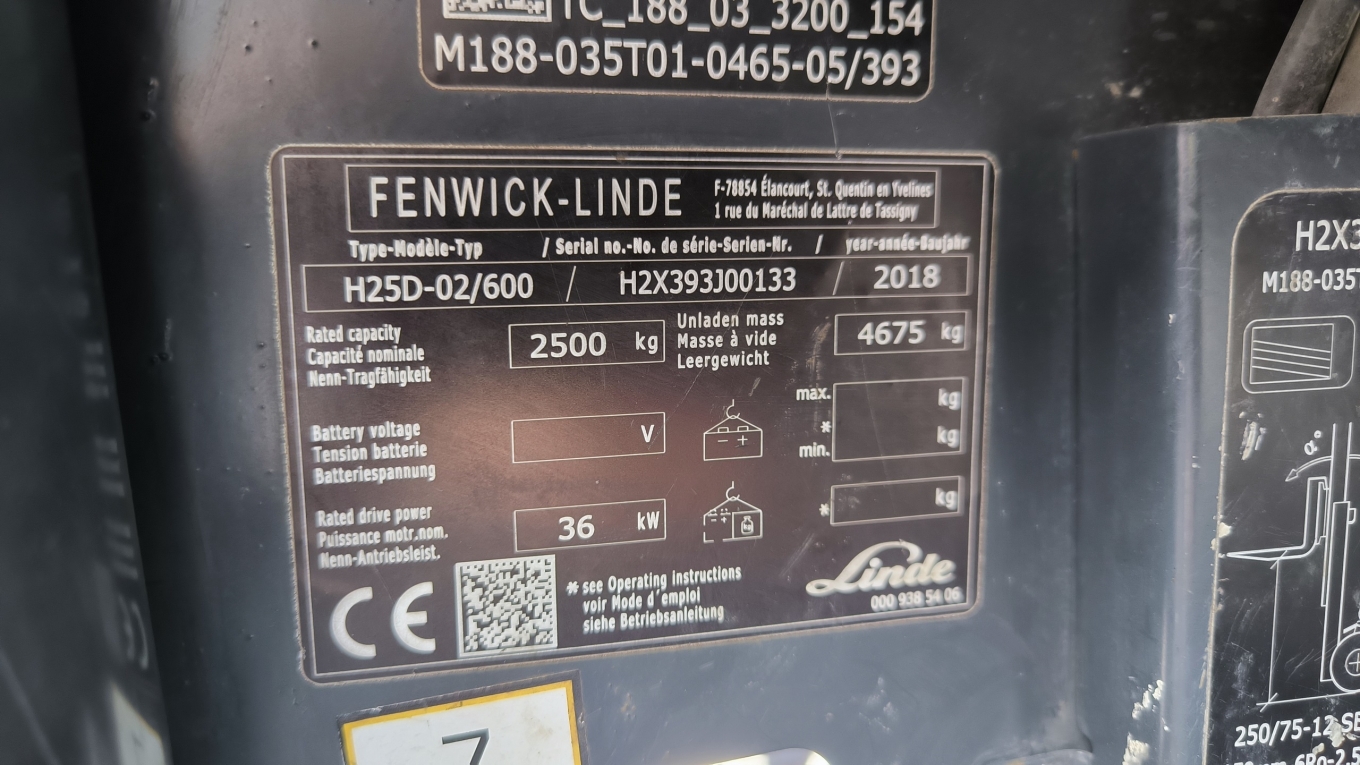 TC_188_03_3200_154
M188-035T01-0465-05/393
FENWICK-LINDE
F-78854 Élancourt, St. Quentin en Yvelines
1 rue du Maréchal de Lattre de Tassigny
Type-Modèle-Typ / Serial no.-No. de série-Serien-Nr. / year-année-Baujahr
H25D-02/600 / H2X393J00133 / 2018
Rated capacity
Capacité nominale
Nenn-Tragfähigkeit
2500 kg
Unladen mass
Masse à vide
Leergewicht
4675 kg
Battery voltage
Tension batterie
Batteriespannung
V
max. kg
* kg
min.
Rated drive power
Puissance motr.nom.
Nenn-Antriebsleist.
36 kW
* kg
CE
* see Operating instructions
voir Mode d'emploi
siehe Betriebsanleitung
Linde
000 938 54 06
7
H2X3
M188-035T
α°
250/75-12 SE